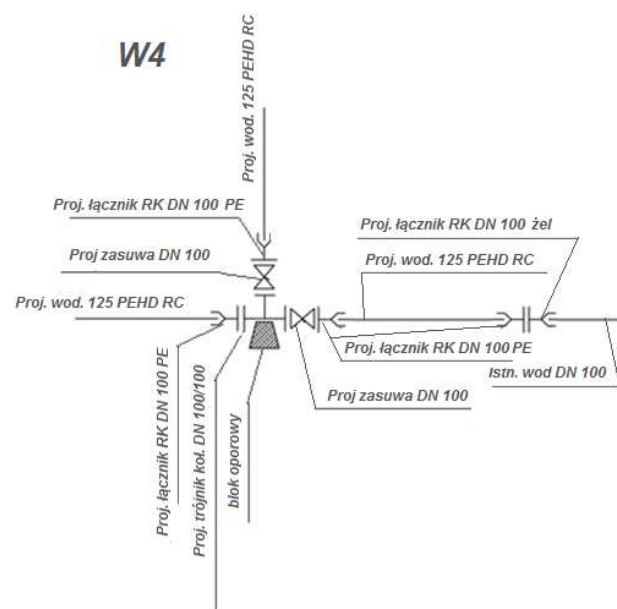 W4
Proj. wod. 125 PEHD RC
Proj. łącznik RK DN 100 PE
Proj. łącznik RK DN 100 żel
Proj zasuwa DN 100
Proj. wod. 125 PEHD RC
Proj. wod. 125 PEHD RC
Proj. łącznik RK DN 100 PE
Istn. wod DN 100
Proj zasuwa DN 100
Proj. łącznik RK DN 100 PE
Proj. trójnik koł. DN 100/100
blok oporowy